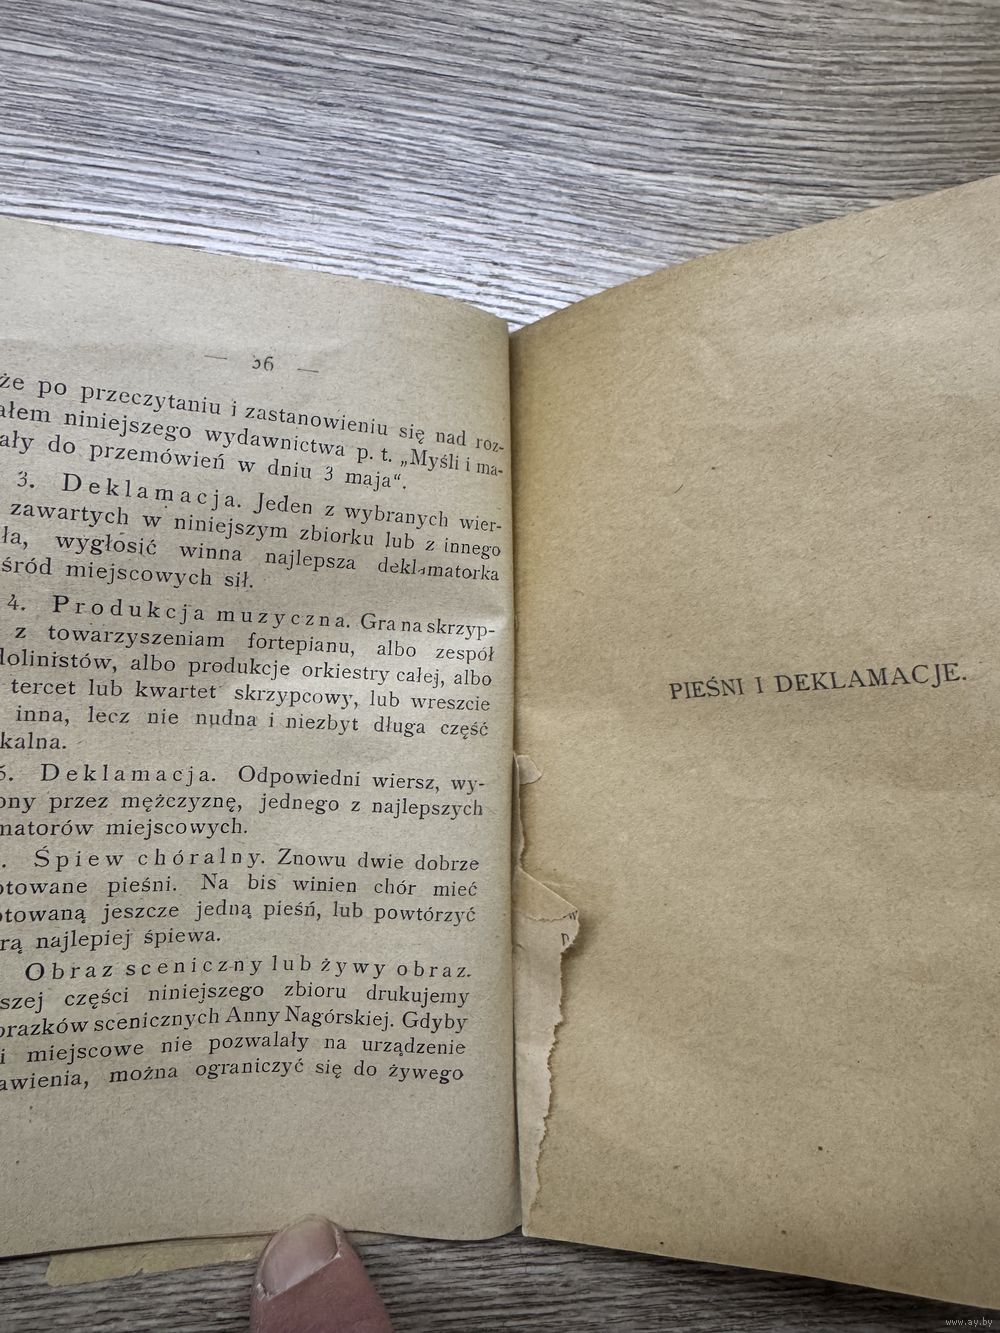 — 36 —
że po przeczytaniu i zastanowieniu się nad roz-
ałem niniejszego wydawnictwa p. t. „Myśli i ma-
ały do przemówień w dniu 3 maja“.
3. Deklamacja. Jeden z wybranych wier-
zawartych w niniejszym zbiorku lub z innego
ła, wygłosić winna najlepsza deklamatorka
śród miejscowych sił.
4. Produkcja muzyczna. Gra na skrzyp-
z towarzyszeniam fortepianu, albo zespół
dolinistów, albo produkcje orkiestry całej, albo
tercet lub kwartet skrzypcowy, lub wreszcie
inna, lecz nie nudna i niezbyt długa część
kalna.
5. Deklamacja. Odpowiedni wiersz, wy-
ony przez mężczyznę, jednego z najlepszych
matorów miejscowych.
. Śpiew chóralny. Znowu dwie dobrze
otowane pieśni. Na bis winien chór mieć
otowaną jeszcze jedną pieśń, lub powtórzyć
rą najlepiej śpiewa.
Obraz sceniczny lub żywy obraz.
szej części niniejszego zbioru drukujemy
brazków scenicznych Anny Nagórskiej. Gdyby
i miejscowe nie pozwalały na urządzenie
awienia, można ograniczyć się do żywego
PIEŚNI I DEKLAMACJE.
www.ay.by